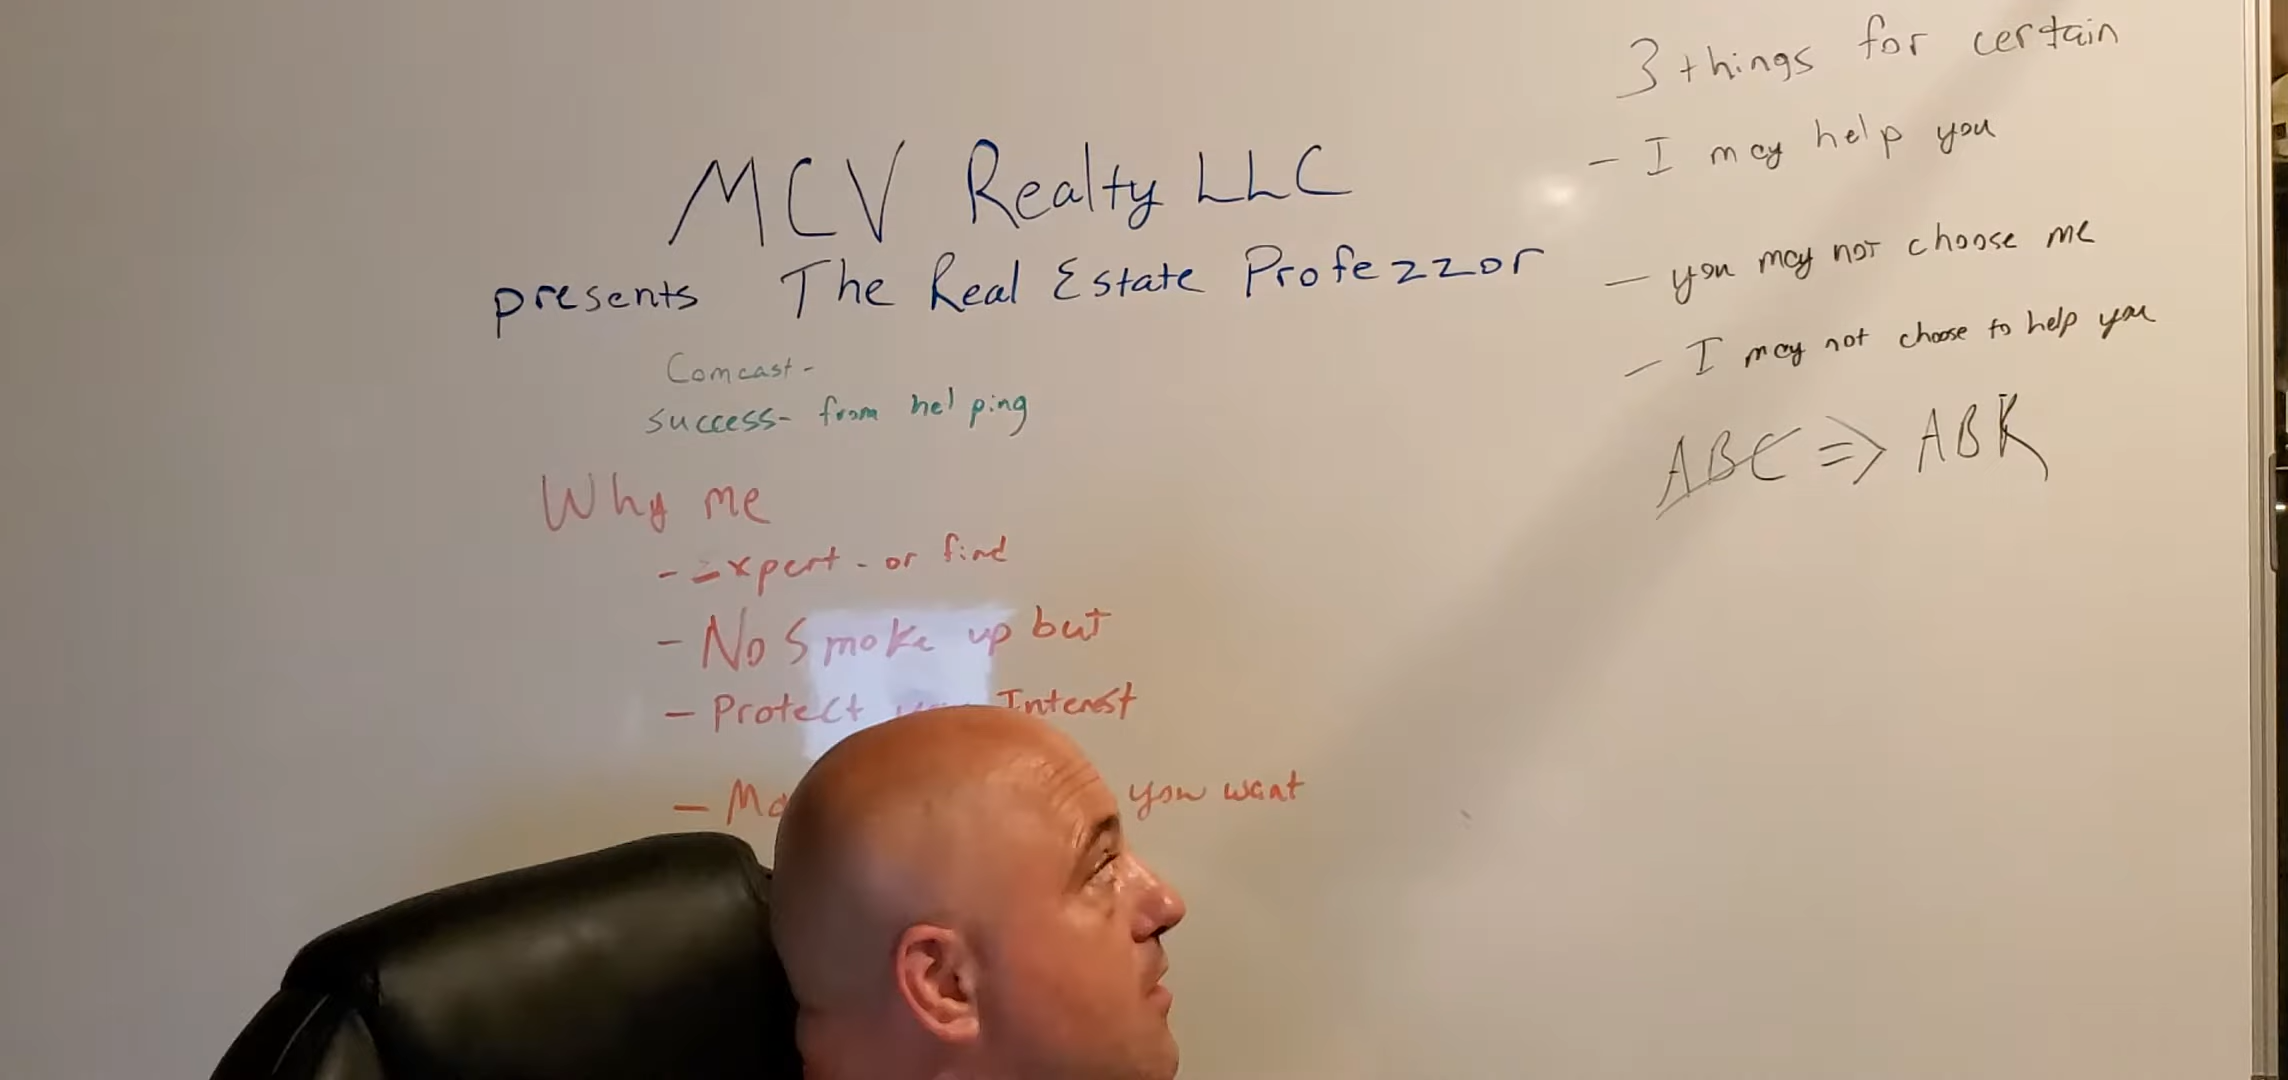 MCV Realty LLC
presents The Real Estate Profezzor
Comcast-
success- from helping
Why me
- Expert - or find
- No Smoke up but
- Protect Interest
- you want
3 things for certain
- I may help you
- you may not choose me
- I may not choose to help you
ABC => ABK